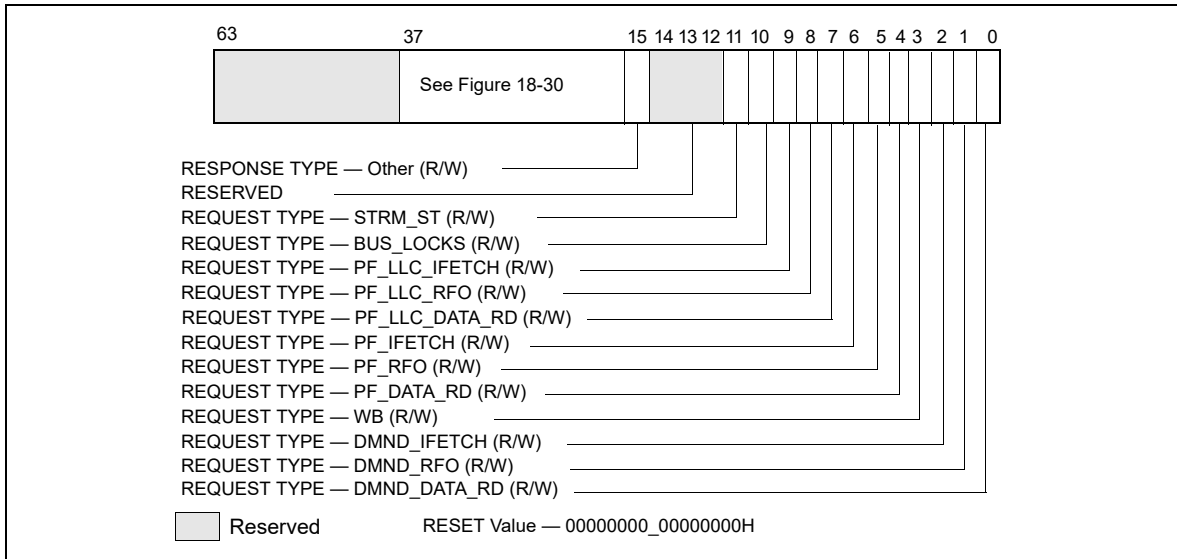 63 37 15 14 13 12 11 10 9 8 7 6 5 4 3 2 1 0
See Figure 18-30
RESPONSE TYPE — Other (R/W)
RESERVED
REQUEST TYPE — STRM_ST (R/W)
REQUEST TYPE — BUS_LOCKS (R/W)
REQUEST TYPE — PF_LLC_IFETCH (R/W)
REQUEST TYPE — PF_LLC_RFO (R/W)
REQUEST TYPE — PF_LLC_DATA_RD (R/W)
REQUEST TYPE — PF_IFETCH (R/W)
REQUEST TYPE — PF_RFO (R/W)
REQUEST TYPE — PF_DATA_RD (R/W)
REQUEST TYPE — WB (R/W)
REQUEST TYPE — DMND_IFETCH (R/W)
REQUEST TYPE — DMND_RFO (R/W)
REQUEST TYPE — DMND_DATA_RD (R/W)
Reserved RESET Value — 00000000_00000000H